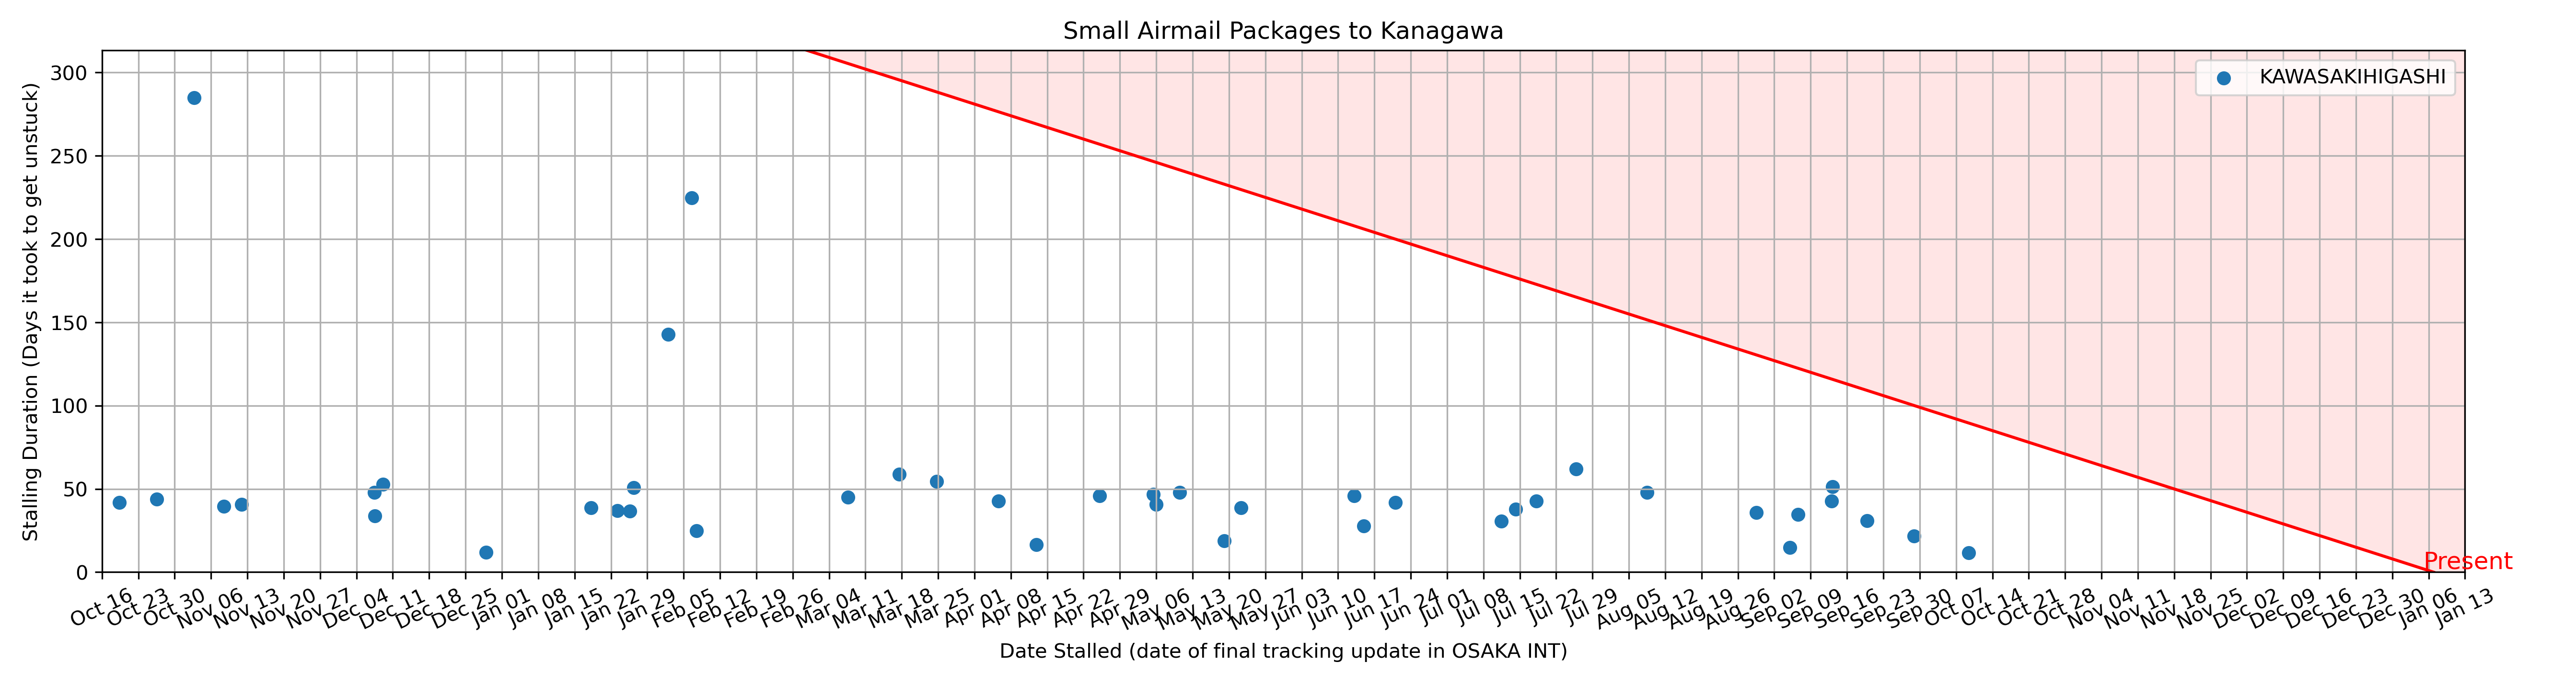 Small Airmail Packages to Kanagawa
KAWASAKIHIGASHI
Stalling Duration (Days it took to get unstuck)
300
250
200
150
100
50
0
Present
Oct 16
Oct 23
Oct 30
Nov 06
Nov 13
Nov 20
Nov 27
Dec 04
Dec 11
Dec 18
Dec 25
Jan 01
Jan 08
Jan 15
Jan 22
Jan 29
Feb 05
Feb 12
Feb 19
Feb 26
Mar 04
Mar 11
Mar 18
Mar 25
Apr 01
Apr 08
Apr 15
Apr 22
Apr 29
May 06
May 13
May 20
May 27
Jun 03
Jun 10
Jun 17
Jun 24
Jul 01
Jul 08
Jul 15
Jul 22
Jul 29
Aug 05
Aug 12
Aug 19
Aug 26
Sep 02
Sep 09
Sep 16
Sep 23
Sep 30
Oct 07
Oct 14
Oct 21
Oct 28
Nov 04
Nov 11
Nov 18
Nov 25
Dec 02
Dec 09
Dec 16
Dec 23
Dec 30
Jan 06
Jan 13
Date Stalled (date of final tracking update in OSAKA INT)